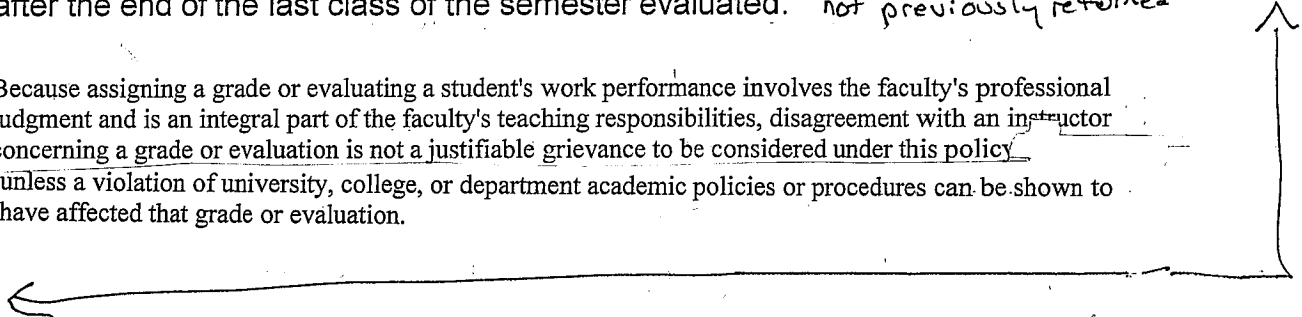 after the end of the last class of the semester evaluated. not previously returned
Because assigning a grade or evaluating a student's work performance involves the faculty's professional
judgment and is an integral part of the faculty's teaching responsibilities, disagreement with an instructor
concerning a grade or evaluation is not a justifiable grievance to be considered under this policy
unless a violation of university, college, or department academic policies or procedures can be shown to
have affected that grade or evaluation.